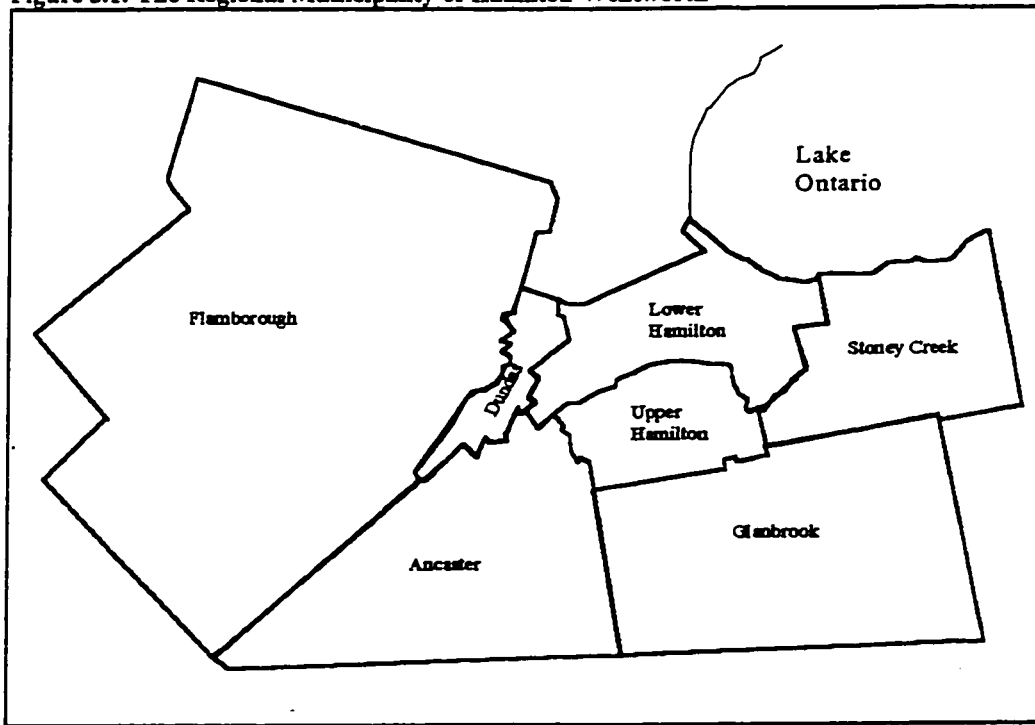 Lake
Ontario
Flamborough
Lower
Hamilton
Stoney Creek
Dundas
Upper
Hamilton
Glanbrook
Ancaster